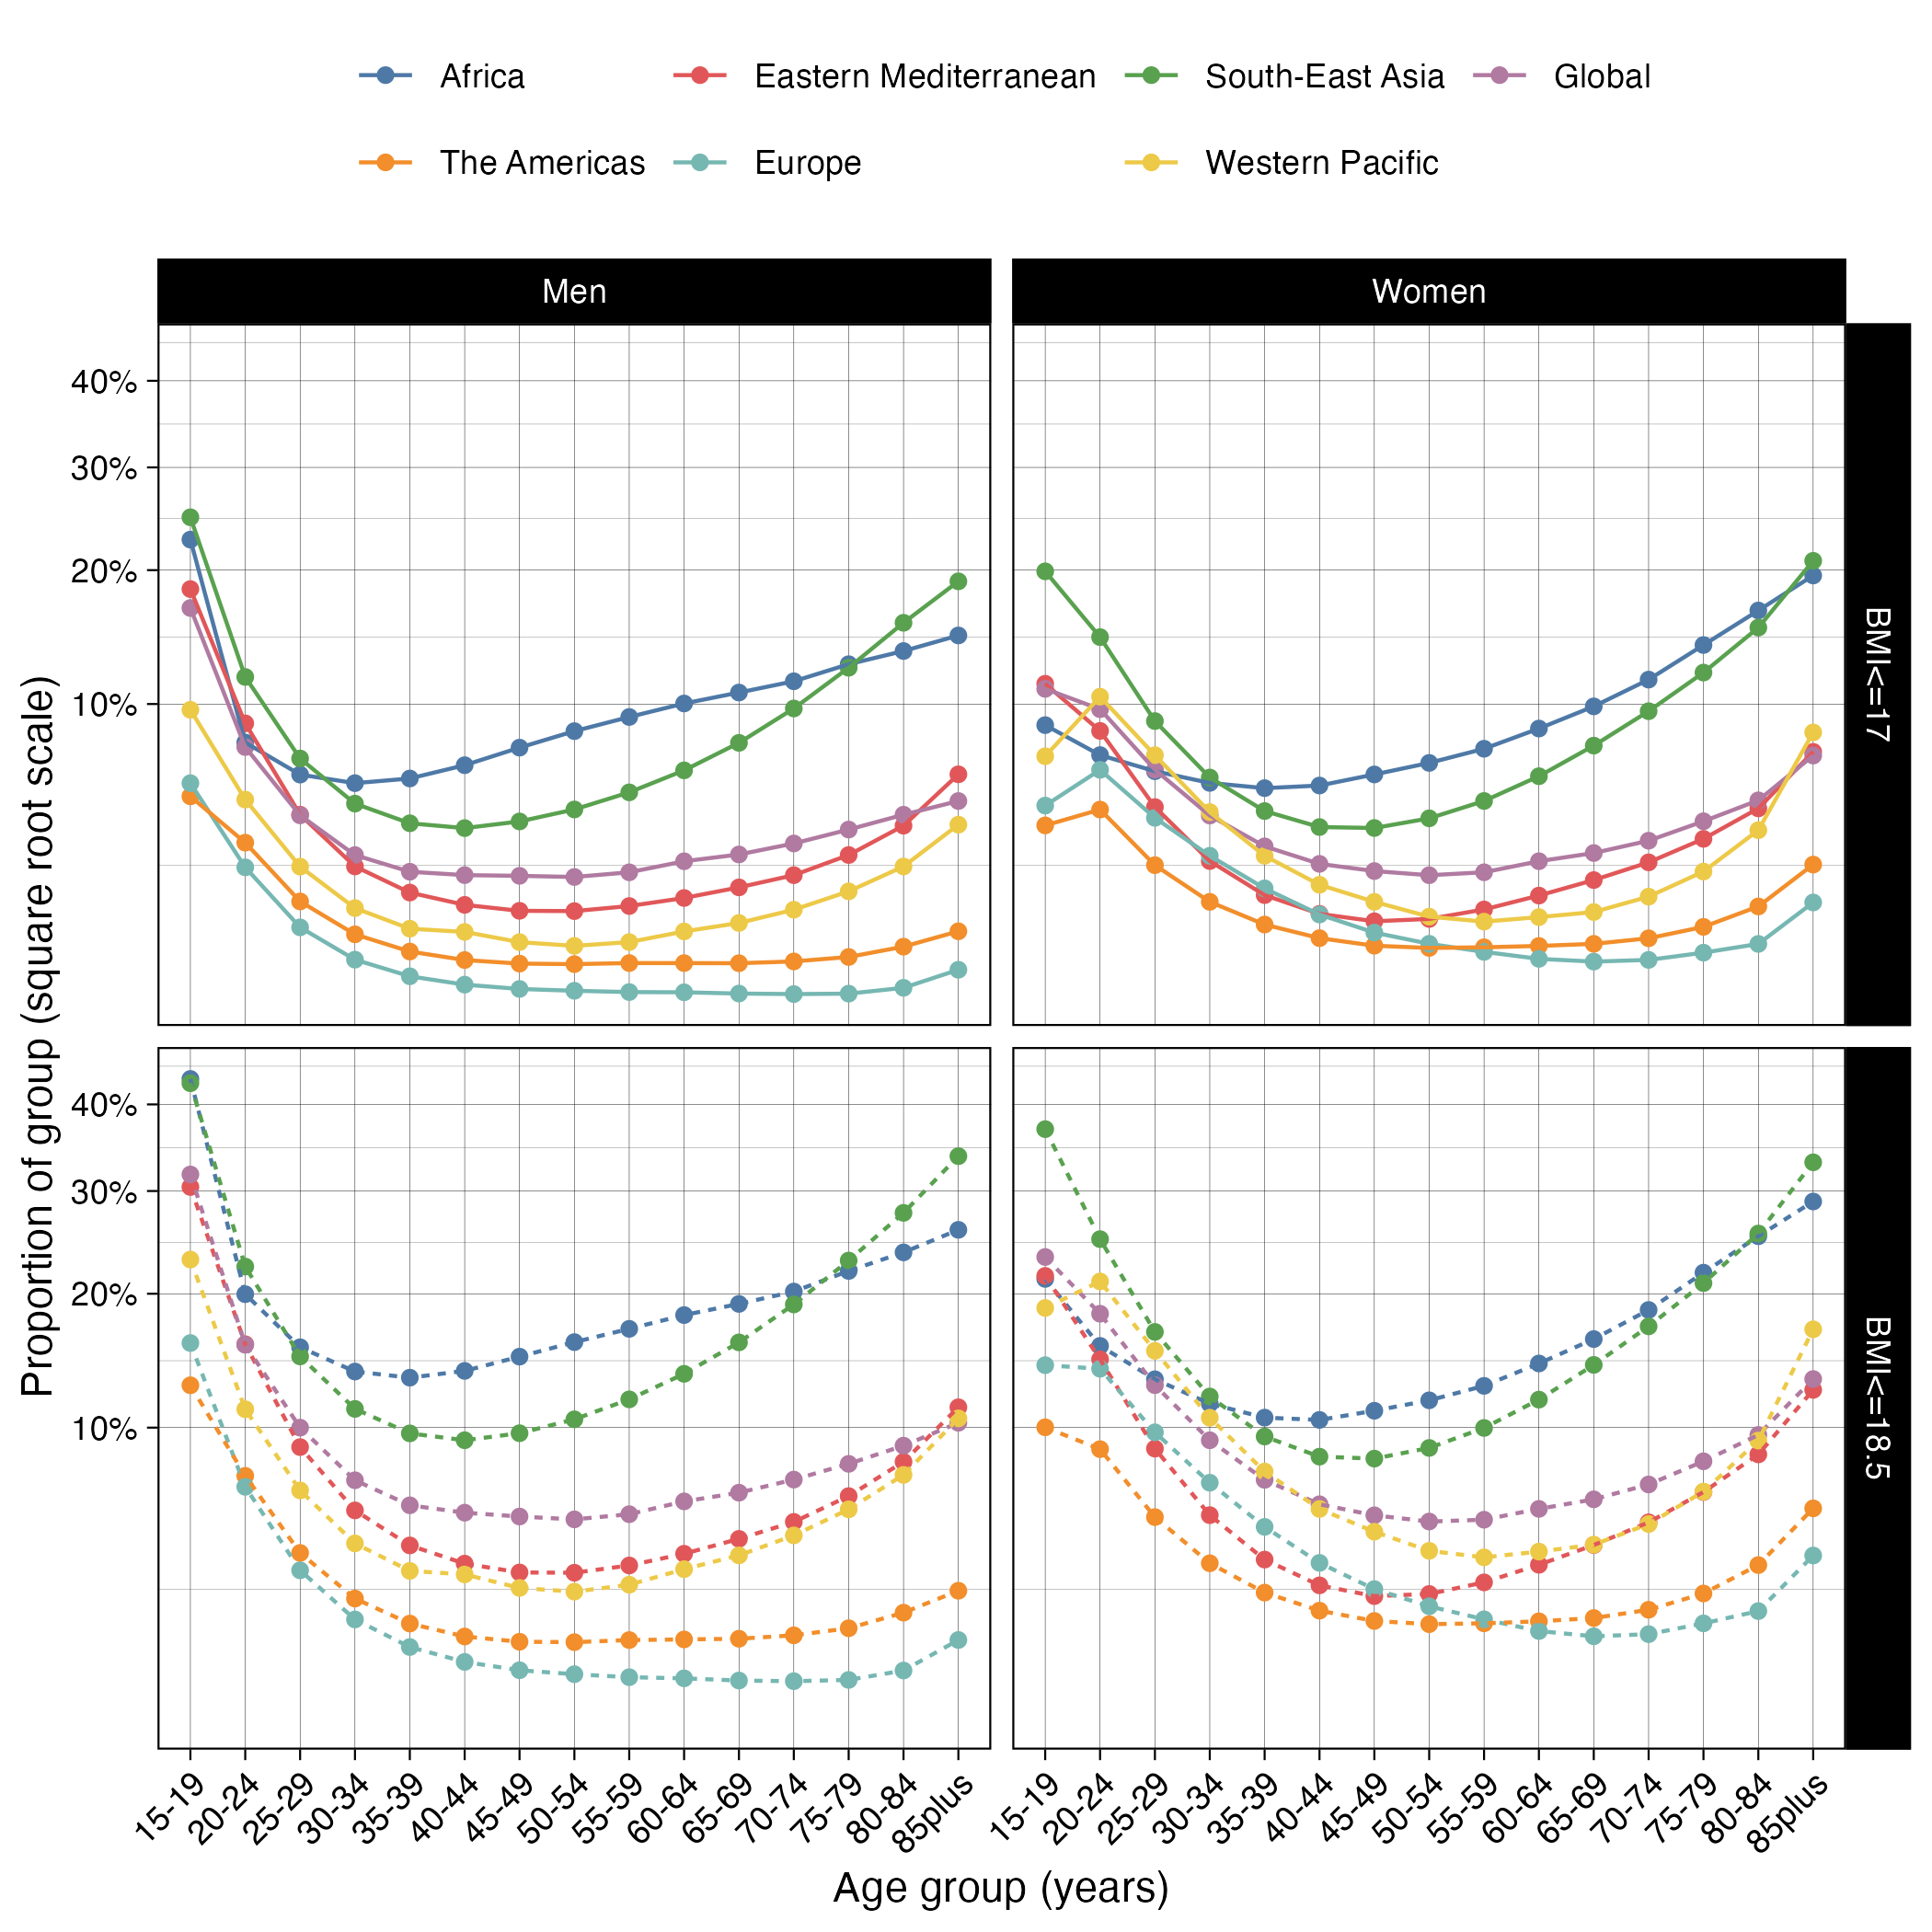 Africa
Eastern Mediterranean
South-East Asia
Global
The Americas
Europe
Western Pacific
Men
Women
40%
30%
20%
10%
BMI<=17
40%
30%
20%
10%
BMI<=18.5
Proportion of group (square root scale)
15-19
20-24
25-29
30-34
35-39
40-44
45-49
50-54
55-59
60-64
65-69
70-74
75-79
80-84
85plus
15-19
20-24
25-29
30-34
35-39
40-44
45-49
50-54
55-59
60-64
65-69
70-74
75-79
80-84
85plus
Age group (years)